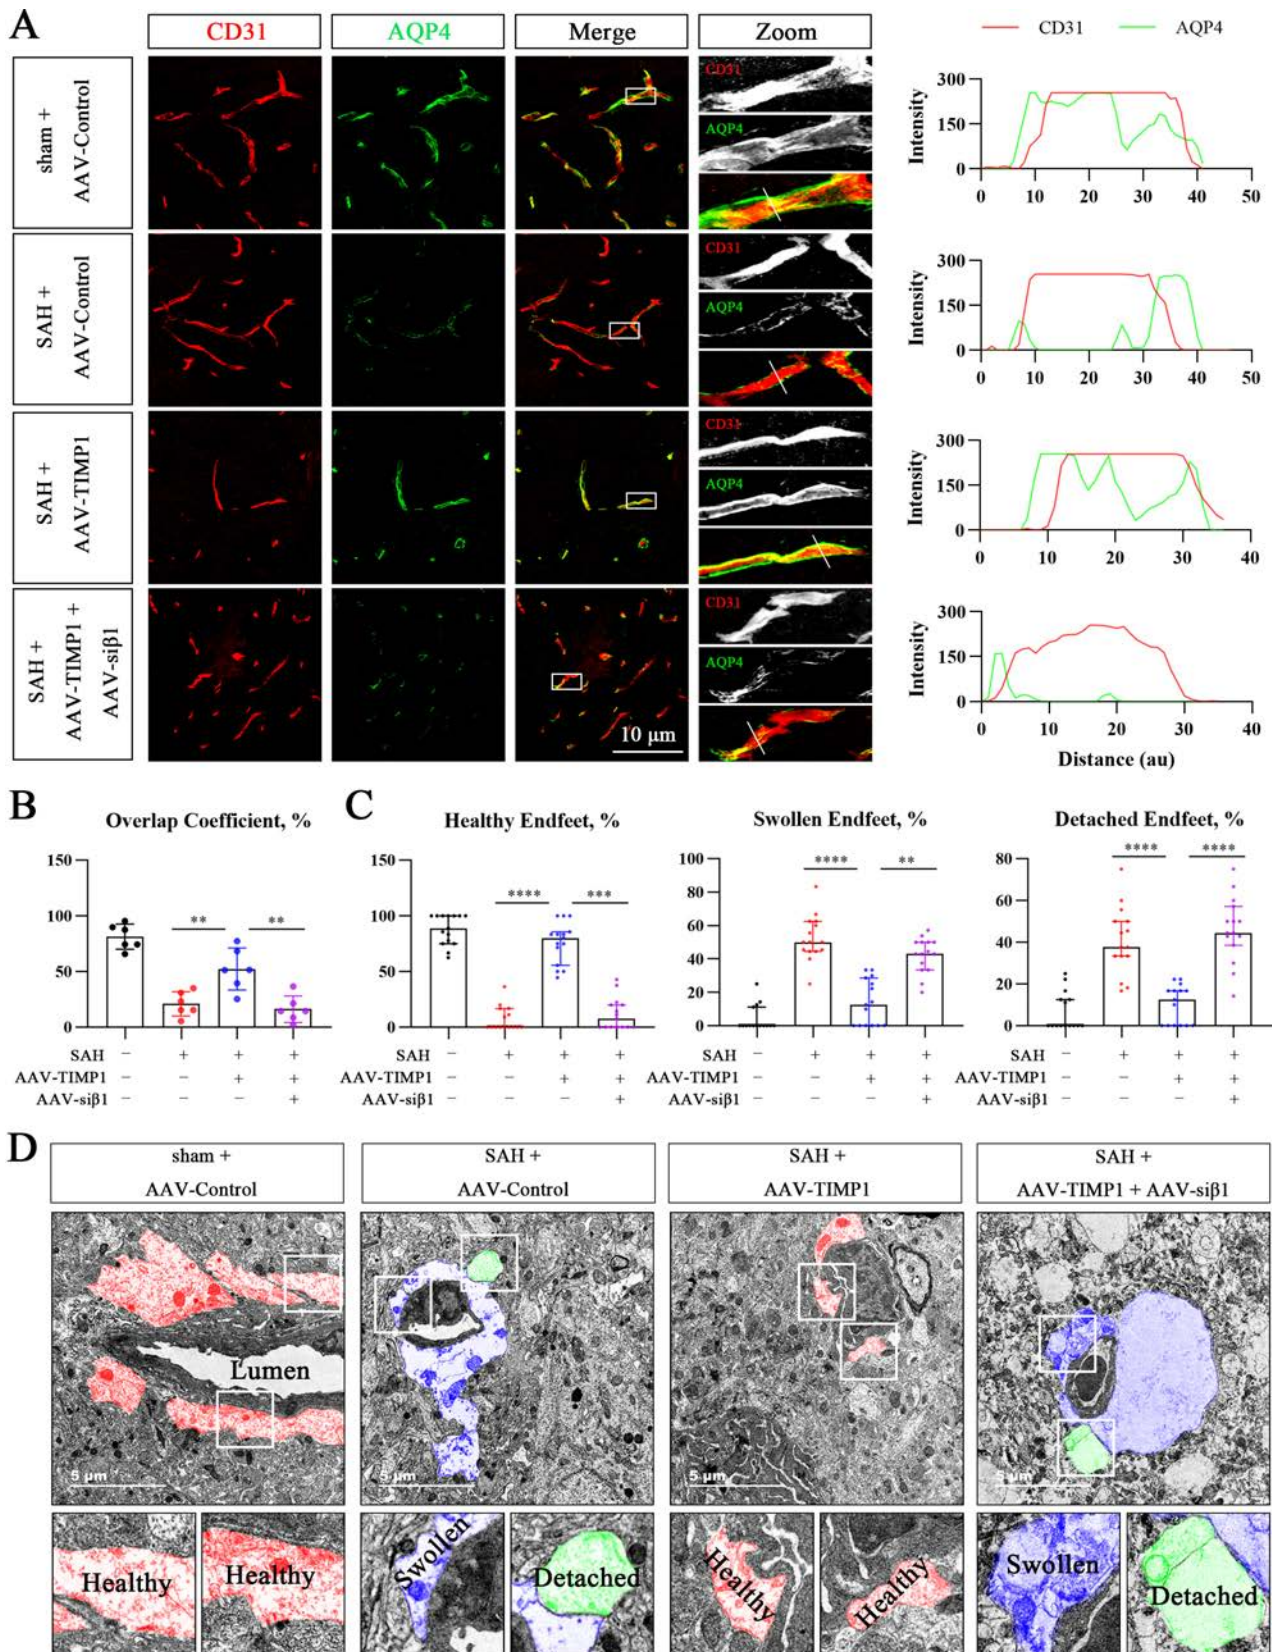 A
CD31 AQP4 Merge Zoom
CD31 AQP4
sham +
AAV-Control
CD31
AQP4
Intensity
300
150
0
0 10 20 30 40 50
SAH +
AAV-Control
CD31
AQP4
Intensity
300
150
0
0 10 20 30 40 50
SAH +
AAV-TIMP1
CD31
AQP4
Intensity
300
150
0
0 10 20 30 40
SAH +
AAV-TIMP1 +
AAV-siβ1
CD31
AQP4
10 μm
Intensity
300
150
0
0 10 20 30 40
Distance (au)
B
Overlap Coefficient, %
150
100
50
0
** **
SAH − + + +
AAV-TIMP1 − − + +
AAV-siβ1 − − − +
C
Healthy Endfeet, %
150
100
50
0
**** ***
SAH − + + +
AAV-TIMP1 − − + +
AAV-siβ1 − − − +
Swollen Endfeet, %
100
80
60
40
20
0
**** **
SAH − + + +
AAV-TIMP1 − − + +
AAV-siβ1 − − − +
Detached Endfeet, %
80
60
40
20
0
**** ****
SAH − + + +
AAV-TIMP1 − − + +
AAV-siβ1 − − − +
D
sham +
AAV-Control
SAH +
AAV-Control
SAH +
AAV-TIMP1
SAH +
AAV-TIMP1 + AAV-siβ1
Lumen
5 μm
5 μm
5 μm
5 μm
Healthy
Healthy
Swollen
Detached
Healthy
Healthy
Swollen
Detached